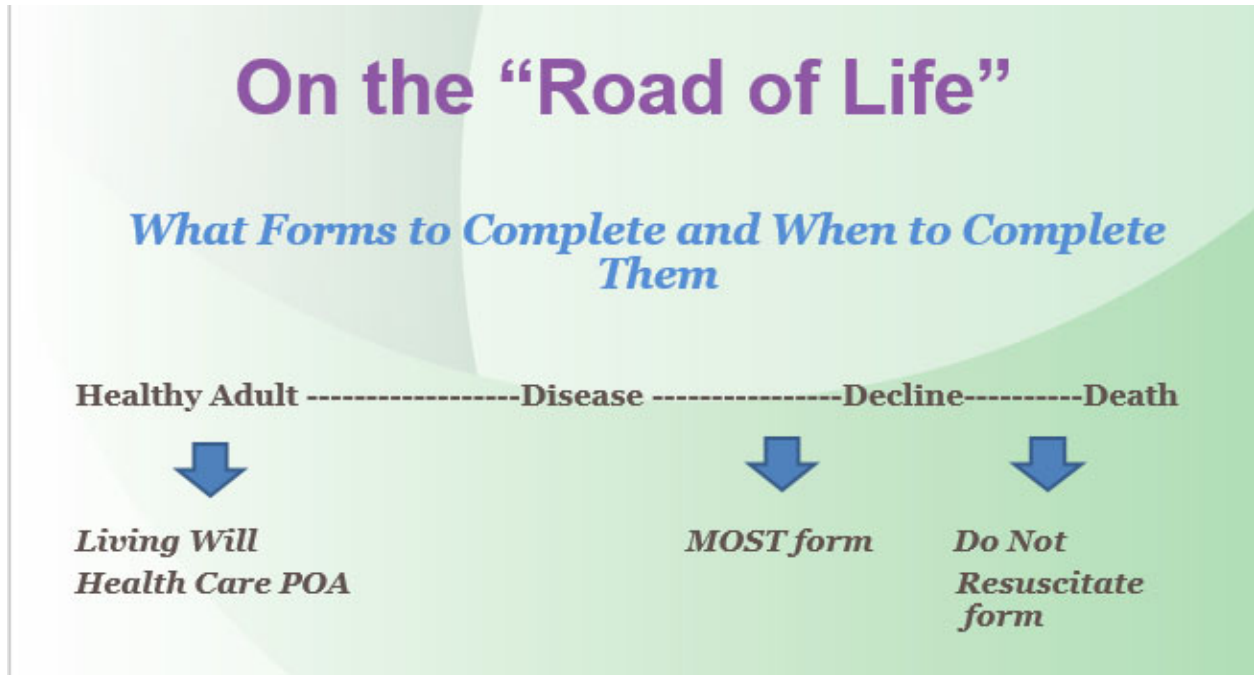 On the “Road of Life”
What Forms to Complete and When to Complete
Them
Healthy Adult ------------------Disease ----------------Decline----------Death
Living Will MOST form Do Not
Health Care POA Resuscitate
form